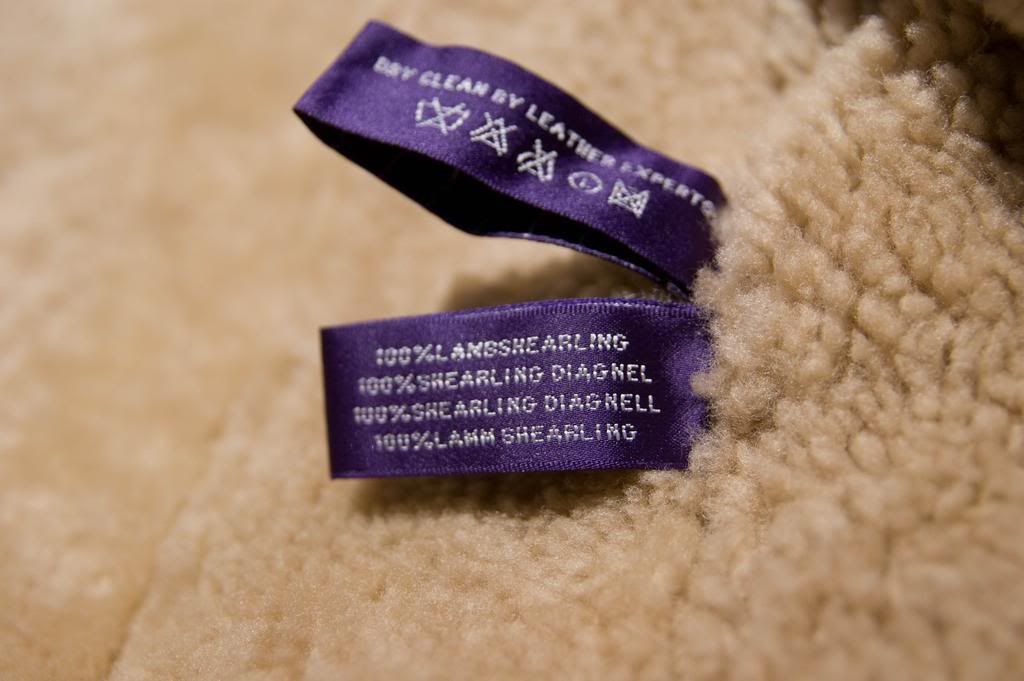 DRY CLEAN BY LEATHER EXPERTS
100%LAMBSHEARLING
100%SHEARLING DIAGNEL
100%SHEARLING DIAGNELL
100%LAMM SHEARLING